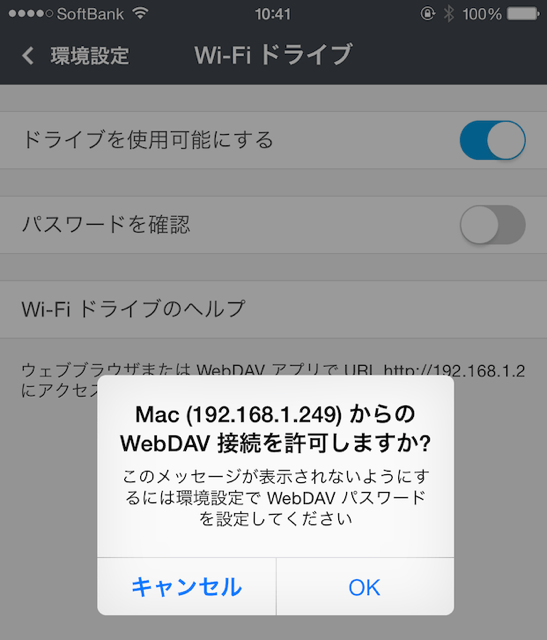 SoftBank 10:41 100%
環境設定 Wi-Fi ドライブ
ドライブを使用可能にする
パスワードを確認
Wi-Fi ドライブのヘルプ
ウェブブラウザまたは WebDAV アプリで URL http://192.168.1.2
にアクセス
Mac (192.168.1.249) からの
WebDAV 接続を許可しますか?
このメッセージが表示されないようにす
るには環境設定で WebDAV パスワード
を設定してください
キャンセル OK